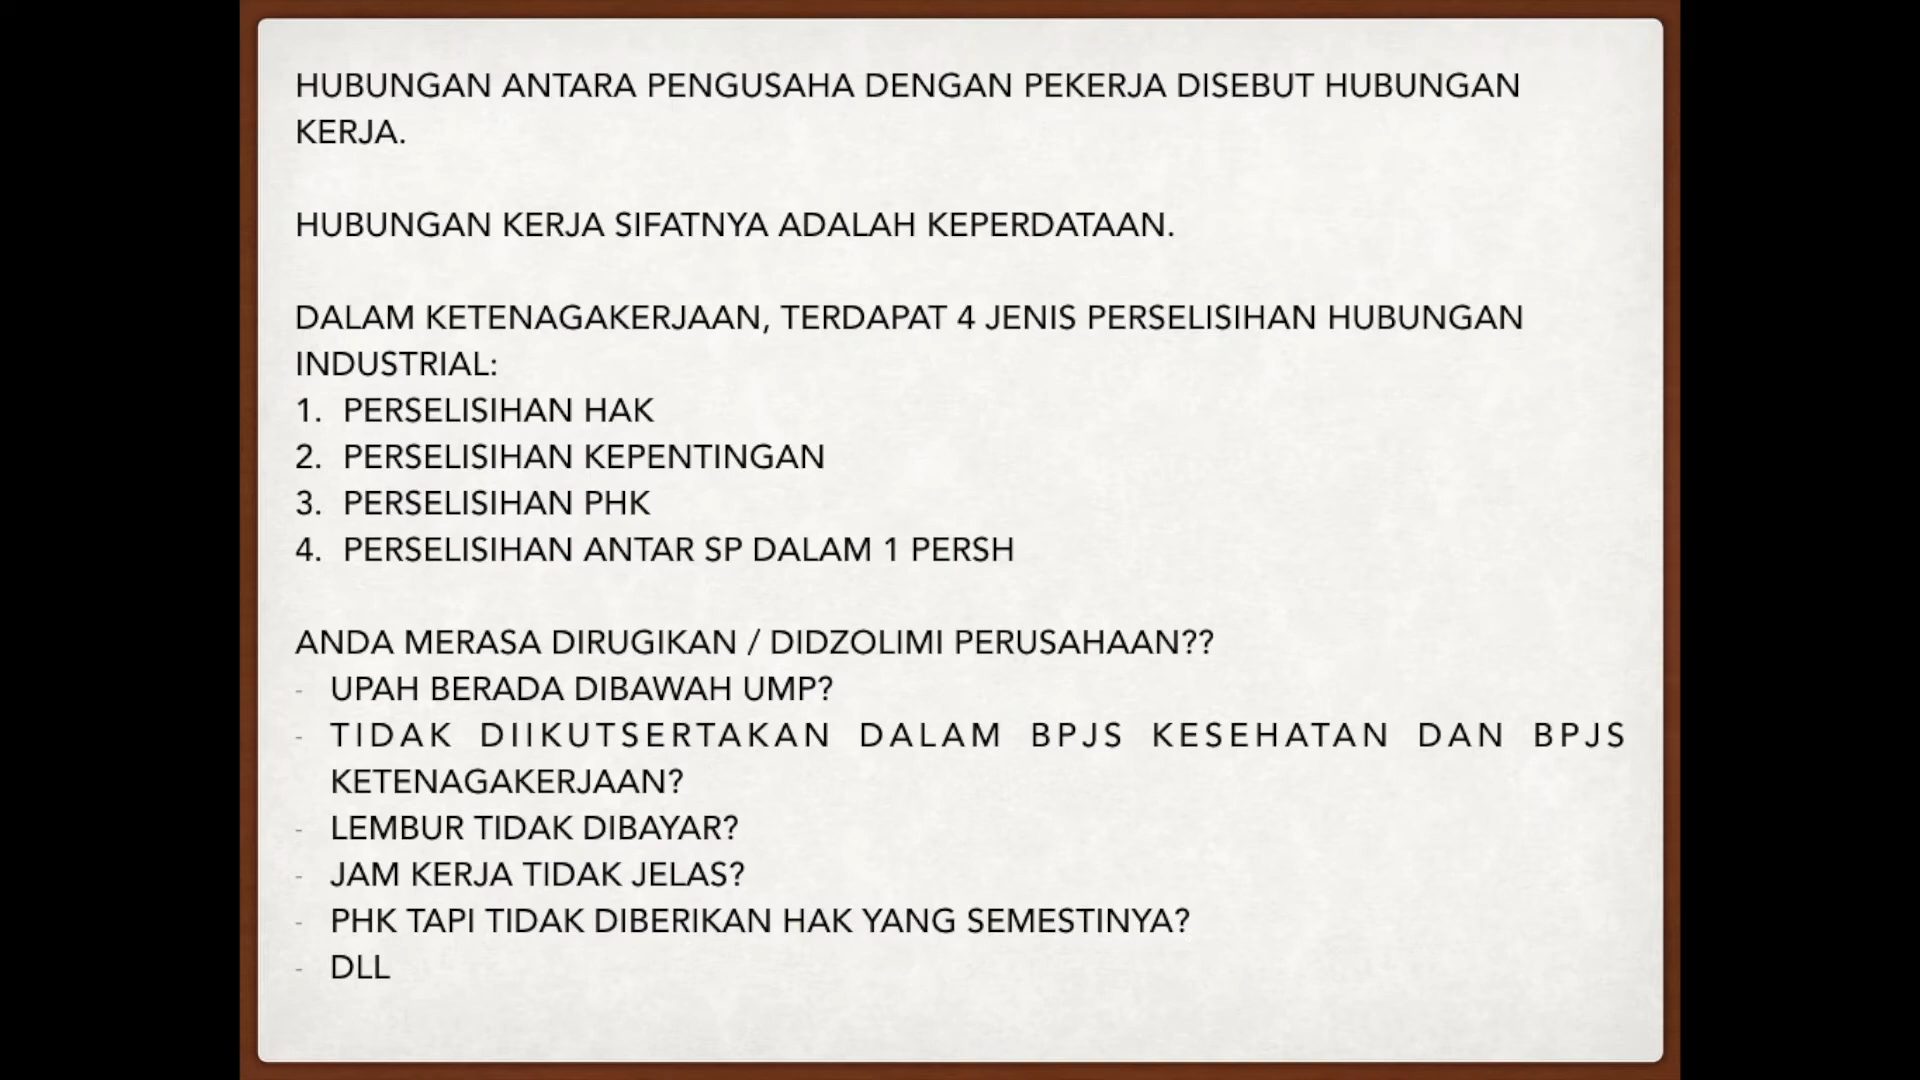 HUBUNGAN ANTARA PENGUSAHA DENGAN PEKERJA DISEBUT HUBUNGAN
KERJA.
HUBUNGAN KERJA SIFATNYA ADALAH KEPERDATAAN.
DALAM KETENAGAKERJAAN, TERDAPAT 4 JENIS PERSELISIHAN HUBUNGAN
INDUSTRIAL:
1. PERSELISIHAN HAK
2. PERSELISIHAN KEPENTINGAN
3. PERSELISIHAN PHK
4. PERSELISIHAN ANTAR SP DALAM 1 PERSH
ANDA MERASA DIRUGIKAN / DIDZOLIMI PERUSAHAAN??
- UPAH BERADA DIBAWAH UMP?
- TIDAK DIIKUTSERTAKAN DALAM BPJS KESEHATAN DAN BPJS
KETENAGAKERJAAN?
- LEMBUR TIDAK DIBAYAR?
- JAM KERJA TIDAK JELAS?
- PHK TAPI TIDAK DIBERIKAN HAK YANG SEMESTINYA?
- DLL